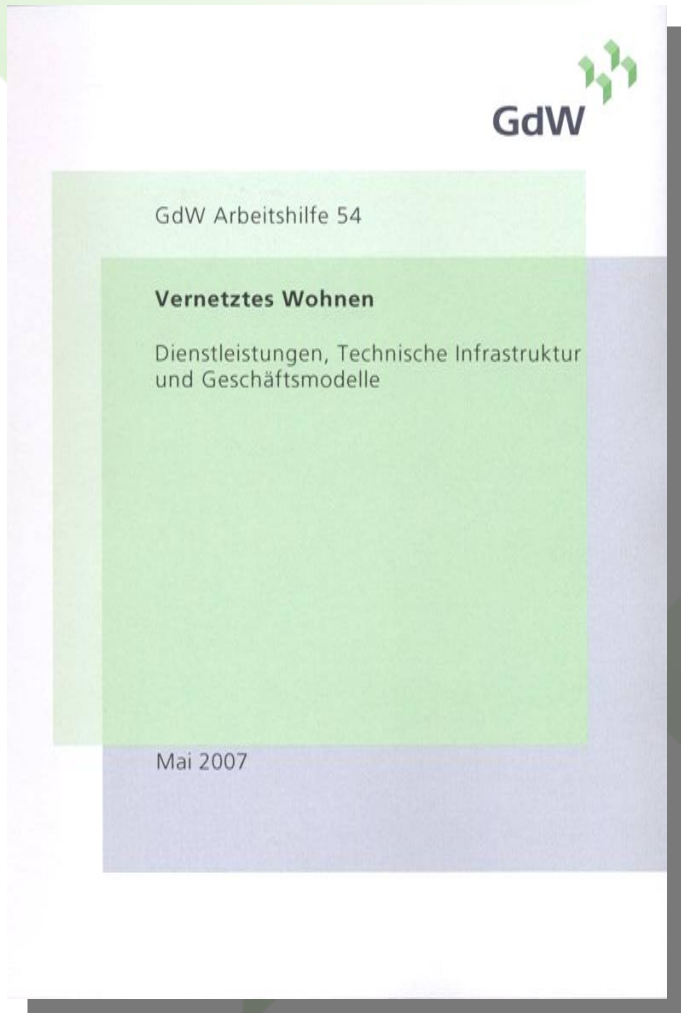 GdW
GdW Arbeitshilfe 54
Vernetztes Wohnen
Dienstleistungen, Technische Infrastruktur
und Geschäftsmodelle
Mai 2007